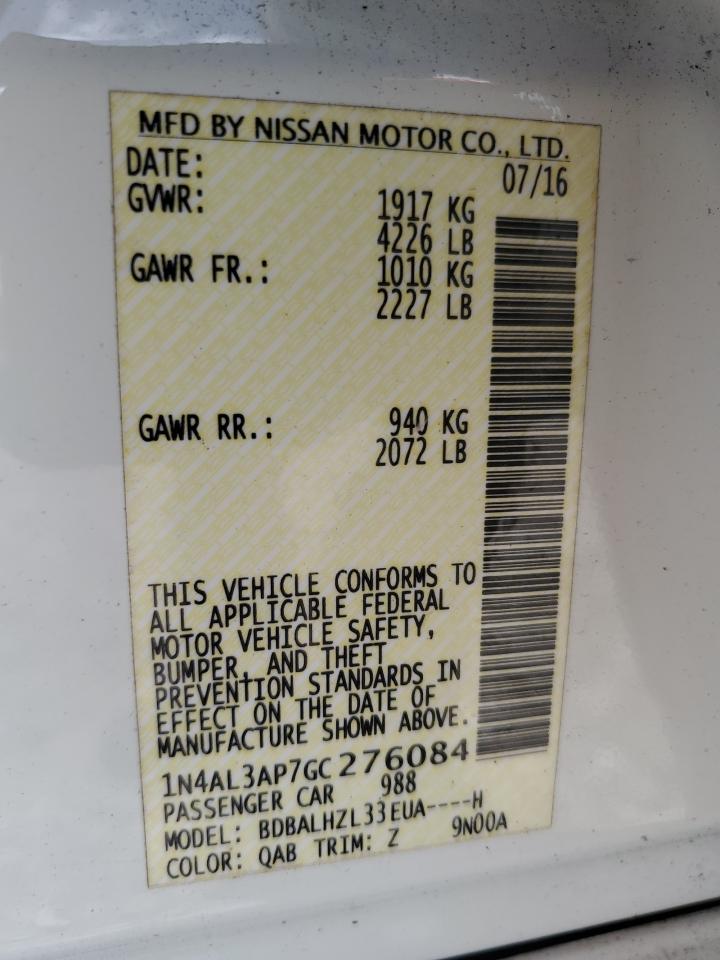 MFD BY NISSAN MOTOR CO., LTD.
DATE: 07/16
GVWR: 1917 KG
4226 LB
GAWR FR.: 1010 KG
2227 LB
GAWR RR.: 940 KG
2072 LB
THIS VEHICLE CONFORMS TO
ALL APPLICABLE FEDERAL
MOTOR VEHICLE SAFETY,
BUMPER, AND THEFT
PREVENTION STANDARDS IN
EFFECT ON THE DATE OF
MANUFACTURE SHOWN ABOVE.
1N4AL3AP7GC276084
PASSENGER CAR 988
MODEL: BDBALHZL33EUA----H
COLOR: QAB TRIM: Z 9N00A